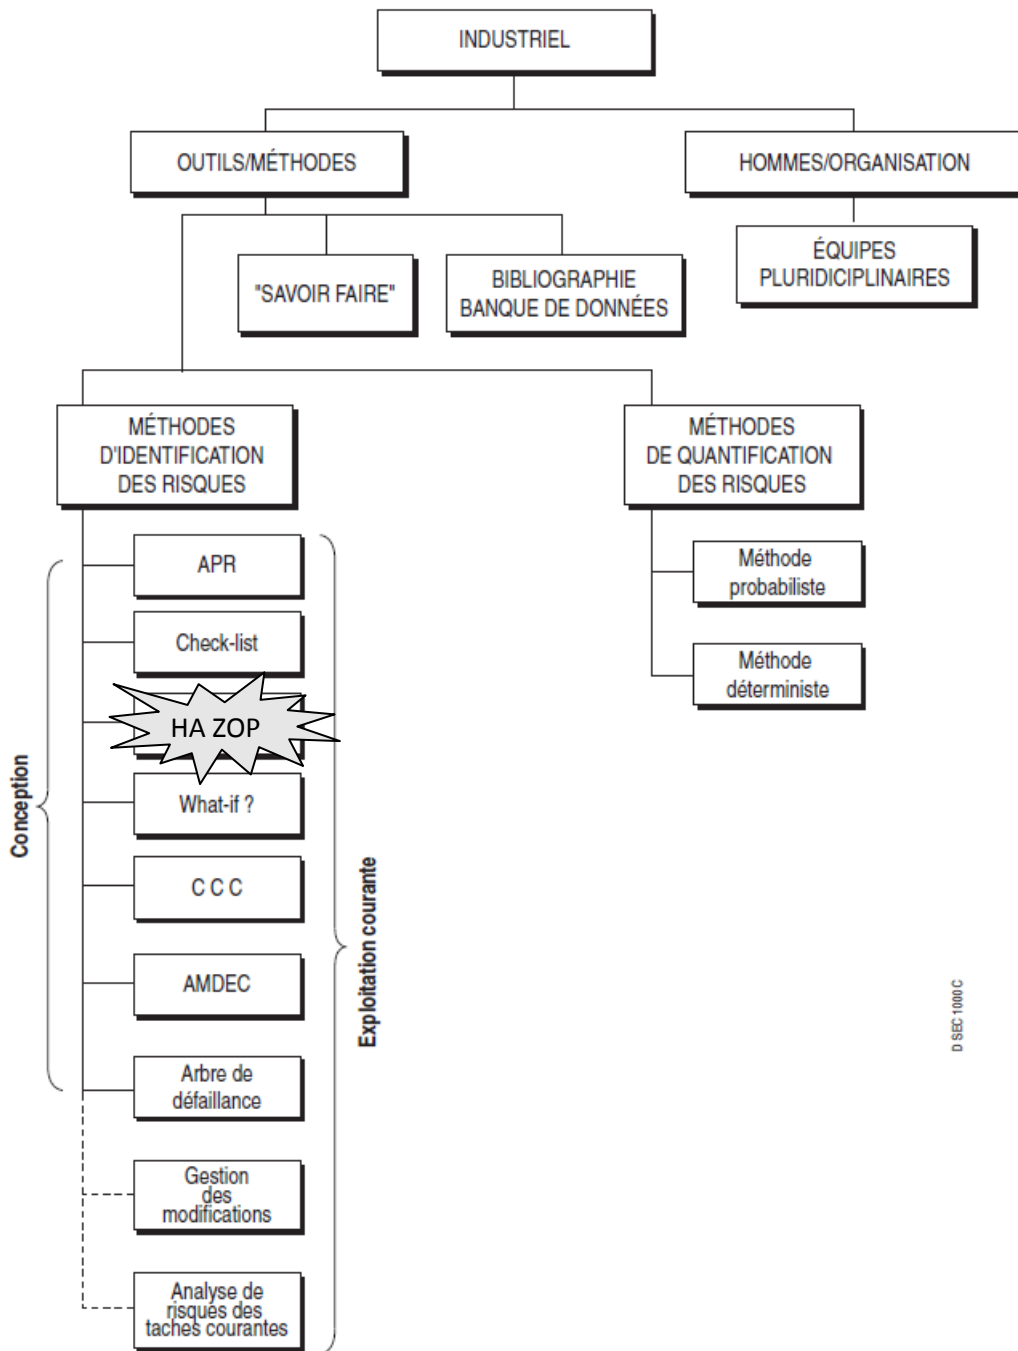 INDUSTRIEL
OUTILS/MÉTHODES
HOMMES/ORGANISATION
"SAVOIR FAIRE"
BIBLIOGRAPHIE
BANQUE DE DONNÉES
ÉQUIPES
PLURIDICIPLINAIRES
MÉTHODES
D'IDENTIFICATION
DES RISQUES
MÉTHODES
DE QUANTIFICATION
DES RISQUES
APR
Check-list
HA ZOP
What-if ?
C C C
AMDEC
Arbre de
défaillance
Gestion
des
modifications
Analyse de
risques des
taches courantes
Méthode
probabiliste
Méthode
déterministe
Conception
Exploitation courante
D SEC 1000 C